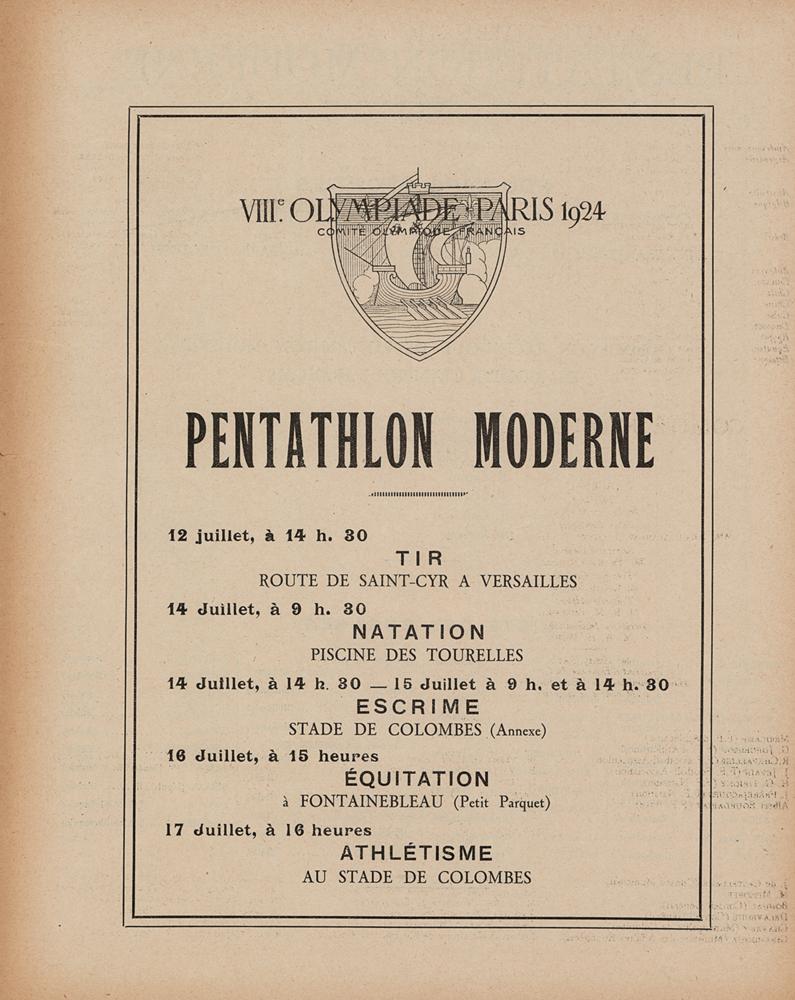 VIII.e OLYMPIADE · PARIS 1924
COMITÉ OLYMPIQUE FRANÇAIS
PENTATHLON MODERNE
12 juillet, à 14 h. 30
TIR
ROUTE DE SAINT-CYR A VERSAILLES
14 Juillet, à 9 h. 30
NATATION
PISCINE DES TOURELLES
14 Juillet, à 14 h. 30 — 15 Juillet à 9 h. et à 14 h. 30
ESCRIME
STADE DE COLOMBES (Annexe)
16 Juillet, à 15 heures
ÉQUITATION
à FONTAINEBLEAU (Petit Parquet)
17 Juillet, à 16 heures
ATHLÉTISME
AU STADE DE COLOMBES